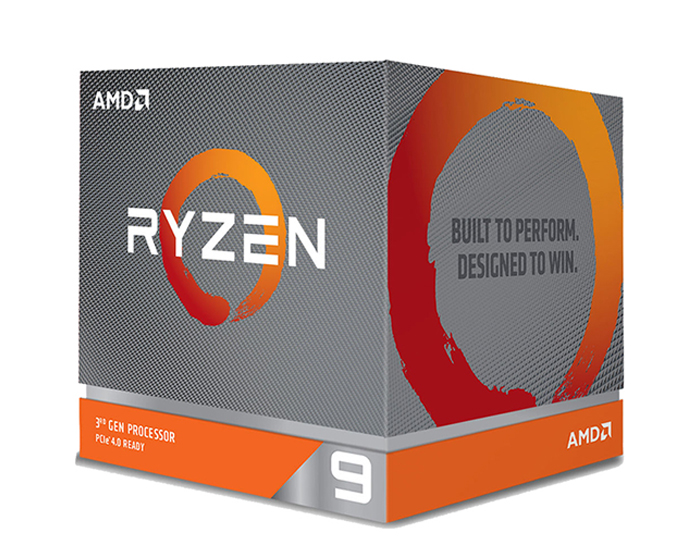 AMD
RYZEN
3RD GEN PROCESSOR
PCIe® 4.0 READY
9
BUILT TO PERFORM.
DESIGNED TO WIN.
AMD